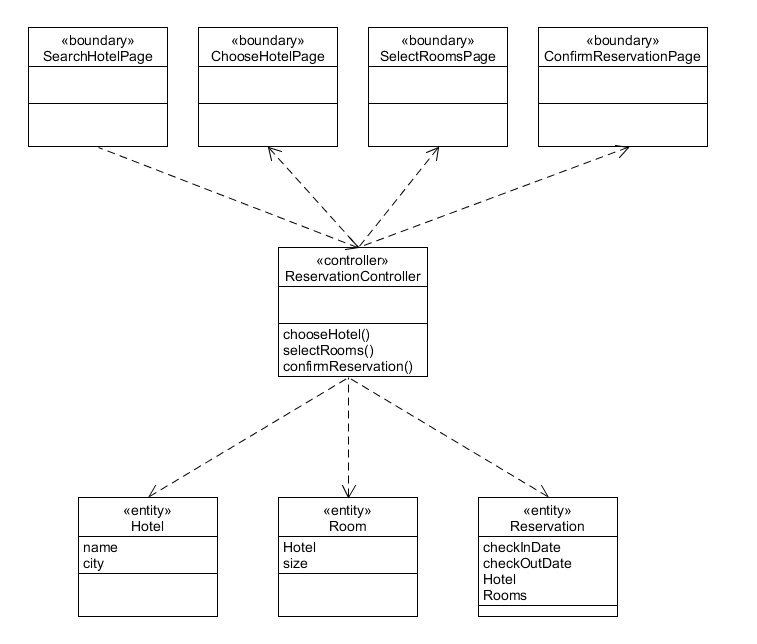 «boundary»
SearchHotelPage
«boundary»
ChooseHotelPage
«boundary»
SelectRoomsPage
«boundary»
ConfirmReservationPage
«controller»
ReservationController
chooseHotel()
selectRooms()
confirmReservation()
«entity»
Hotel
name
city
«entity»
Room
Hotel
size
«entity»
Reservation
checkInDate
checkOutDate
Hotel
Rooms